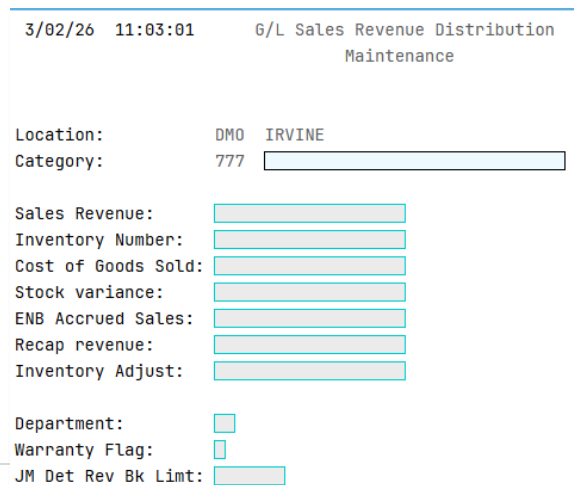 3/02/26 11:03:01 G/L Sales Revenue Distribution
Maintenance
Location: DMO IRVINE
Category: 777
Sales Revenue:
Inventory Number:
Cost of Goods Sold:
Stock variance:
ENB Accrued Sales:
Recap revenue:
Inventory Adjust:
Department:
Warranty Flag:
JM Det Rev Bk Limt: